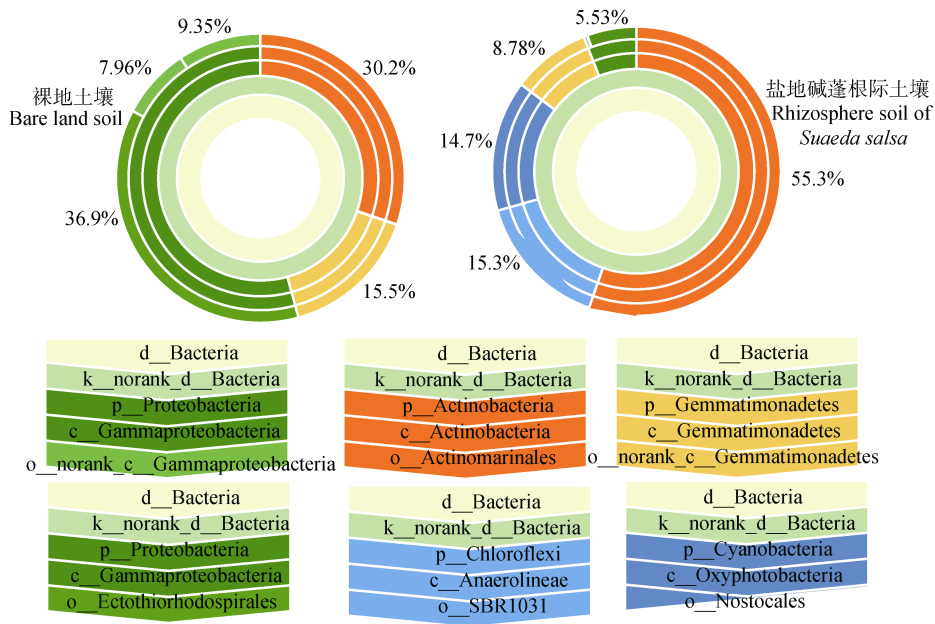 9.35%
5.53%
7.96%
30.2%
8.78%
裸地土壤
Bare land soil
盐地碱蓬根际土壤
Rhizosphere soil of
Suaeda salsa
14.7%
55.3%
36.9%
15.3%
15.5%
d__Bacteria
k__norank_d__Bacteria
p__Proteobacteria
c__Gammaproteobacteria
o__norank_c__Gammaproteobacteria
d__Bacteria
k__norank_d__Bacteria
p__Actinobacteria
c__Actinobacteria
o__Actinomarinales
d__Bacteria
k__norank_d__Bacteria
p__Gemmatimonadetes
c__Gemmatimonadetes
o__norank_c__Gemmatimonadetes
d__Bacteria
k__norank_d__Bacteria
p__Proteobacteria
c__Gammaproteobacteria
o__Ectothiorhodospirales
d__Bacteria
k__norank_d__Bacteria
p__Chloroflexi
c__Anaerolineae
o__SBR1031
d__Bacteria
k__norank_d__Bacteria
p__Cyanobacteria
c__Oxyphotobacteria
o__Nostocales